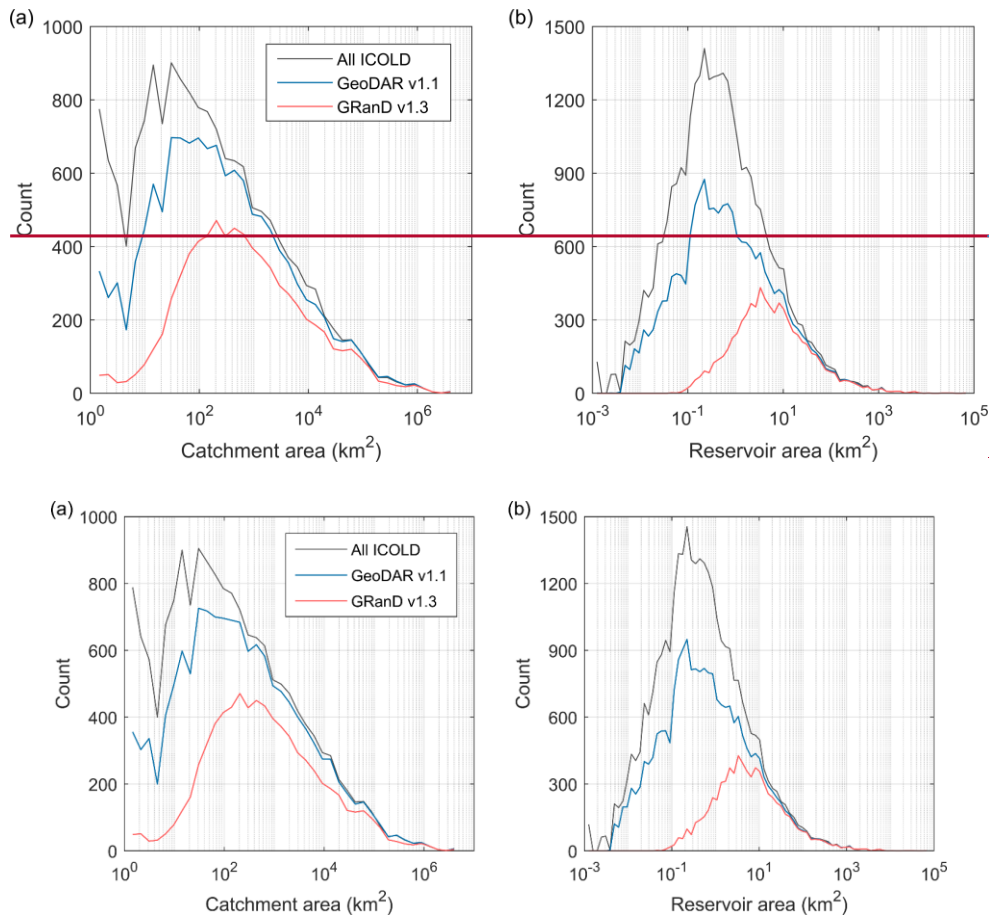 (a)
1000
800
600
400
200
0
Count
All ICOLD
GeoDAR v1.1
GRanD v1.3
10^0 10^2 10^4 10^6
Catchment area (km^2)
(b)
1500
1200
900
600
300
0
Count
10^-3 10^-1 10^1 10^3 10^5
Reservoir area (km^2)
(a)
1000
800
600
400
200
0
Count
All ICOLD
GeoDAR v1.1
GRanD v1.3
10^0 10^2 10^4 10^6
Catchment area (km^2)
(b)
1500
1200
900
600
300
0
Count
10^-3 10^-1 10^1 10^3 10^5
Reservoir area (km^2)